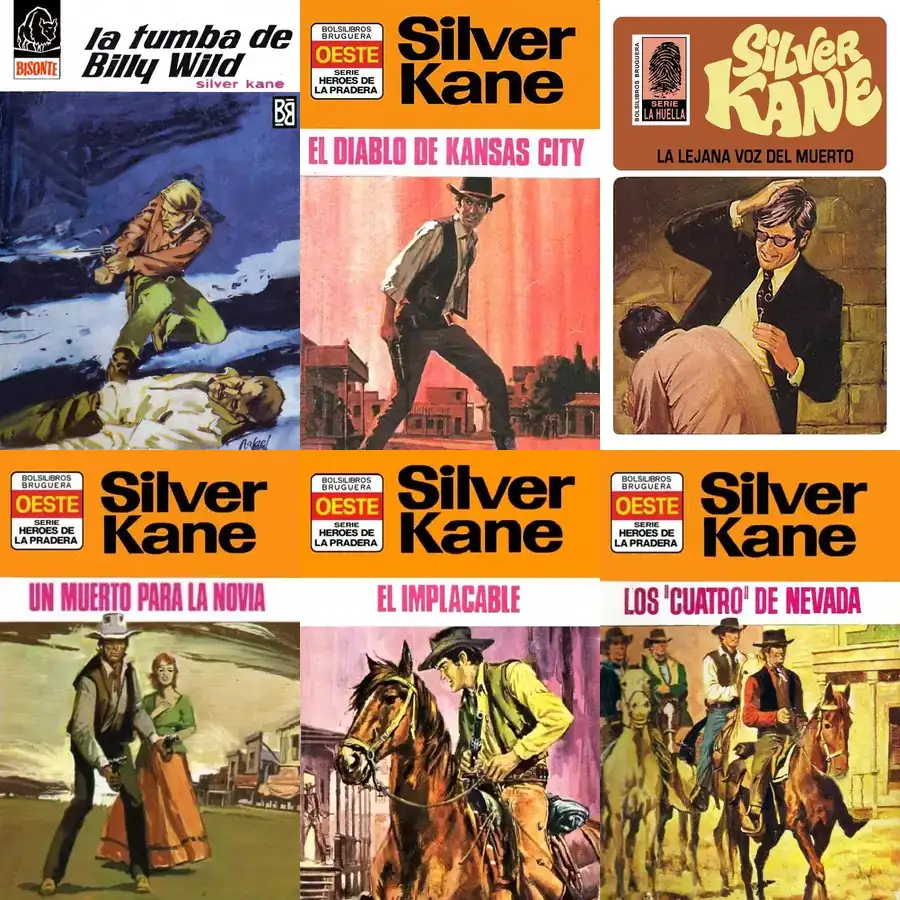 BISONTE
la tumba de
Billy Wild
silver kane
BB
BOLSILIBROS
BRUGUERA
OESTE
SERIE
HEROES DE
LA PRADERA
Silver
Kane
EL DIABLO DE KANSAS CITY
BOLSILIBROS BRUGUERA
SERIE
LA HUELLA
Silver
KANE
LA LEJANA VOZ DEL MUERTO
BOLSILIBROS
BRUGUERA
OESTE
SERIE
HEROES DE
LA PRADERA
Silver
Kane
UN MUERTO PARA LA NOVIA
BOLSILIBROS
BRUGUERA
OESTE
SERIE
HEROES DE
LA PRADERA
Silver
Kane
EL IMPLACABLE
BOLSILIBROS
BRUGUERA
OESTE
SERIE
HEROES DE
LA PRADERA
Silver
Kane
LOS "CUATRO" DE NEVADA